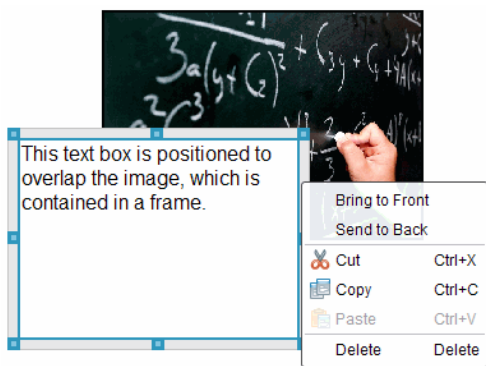 3a(y+C
This text box is positioned to
overlap the image, which is
contained in a frame.
Bring to Front
Send to Back
Cut Ctrl+X
Copy Ctrl+C
Paste Ctrl+V
Delete Delete